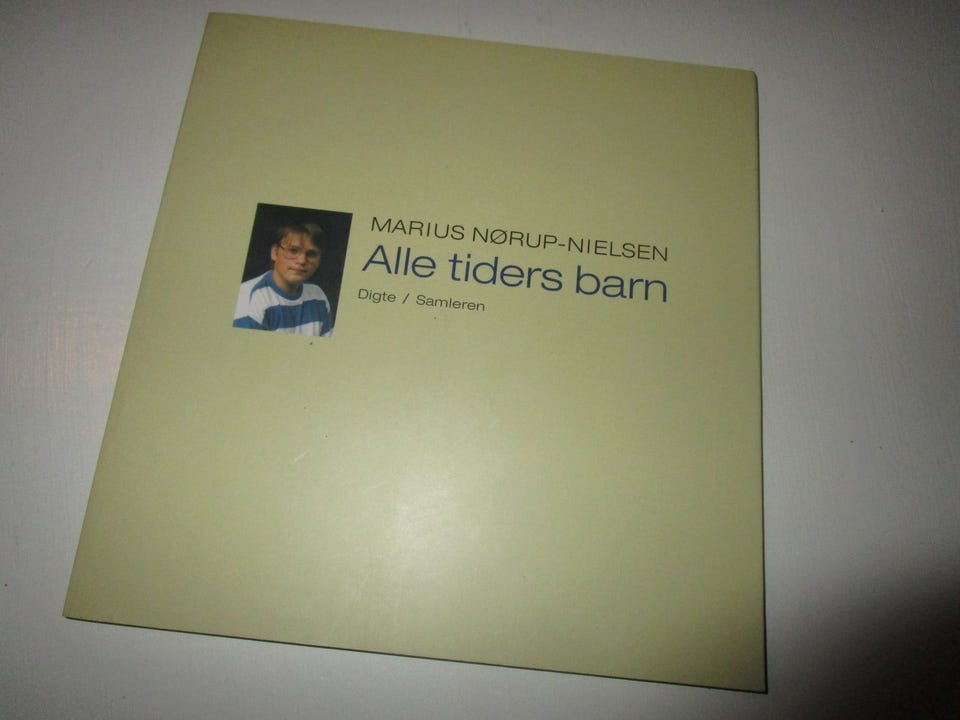 MARIUS NØRUP-NIELSEN
Alle tiders barn
Digte / Samleren